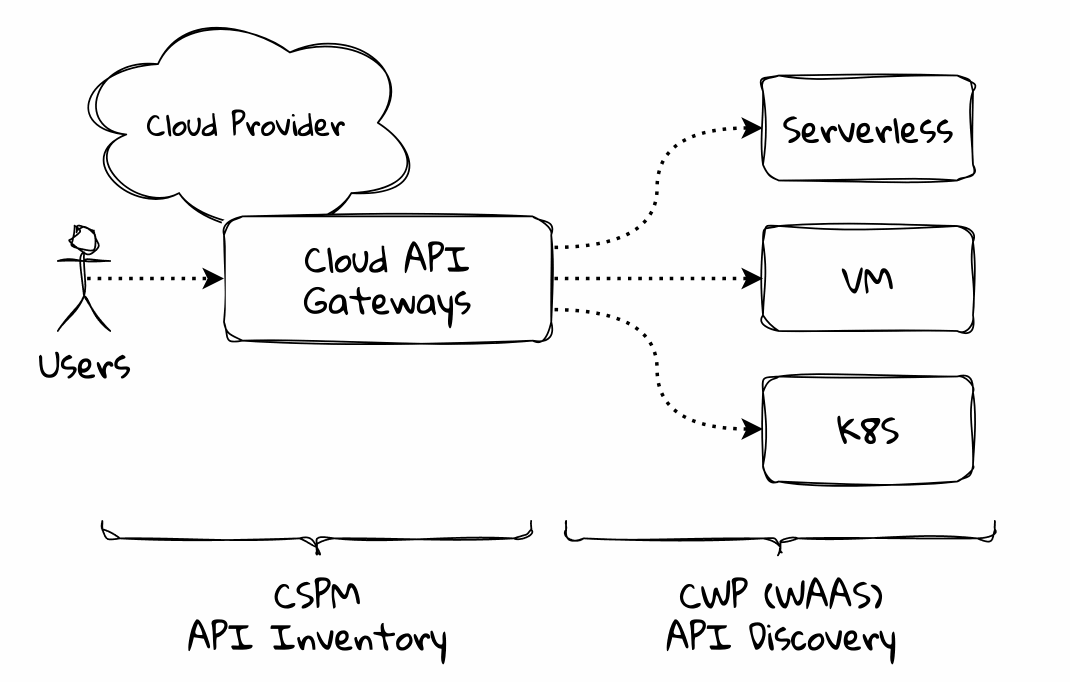 Cloud Provider
Serverless
Cloud API
Gateways
VM
Users
K8S
CSPM
API Inventory
CWP (WAAS)
API Discovery